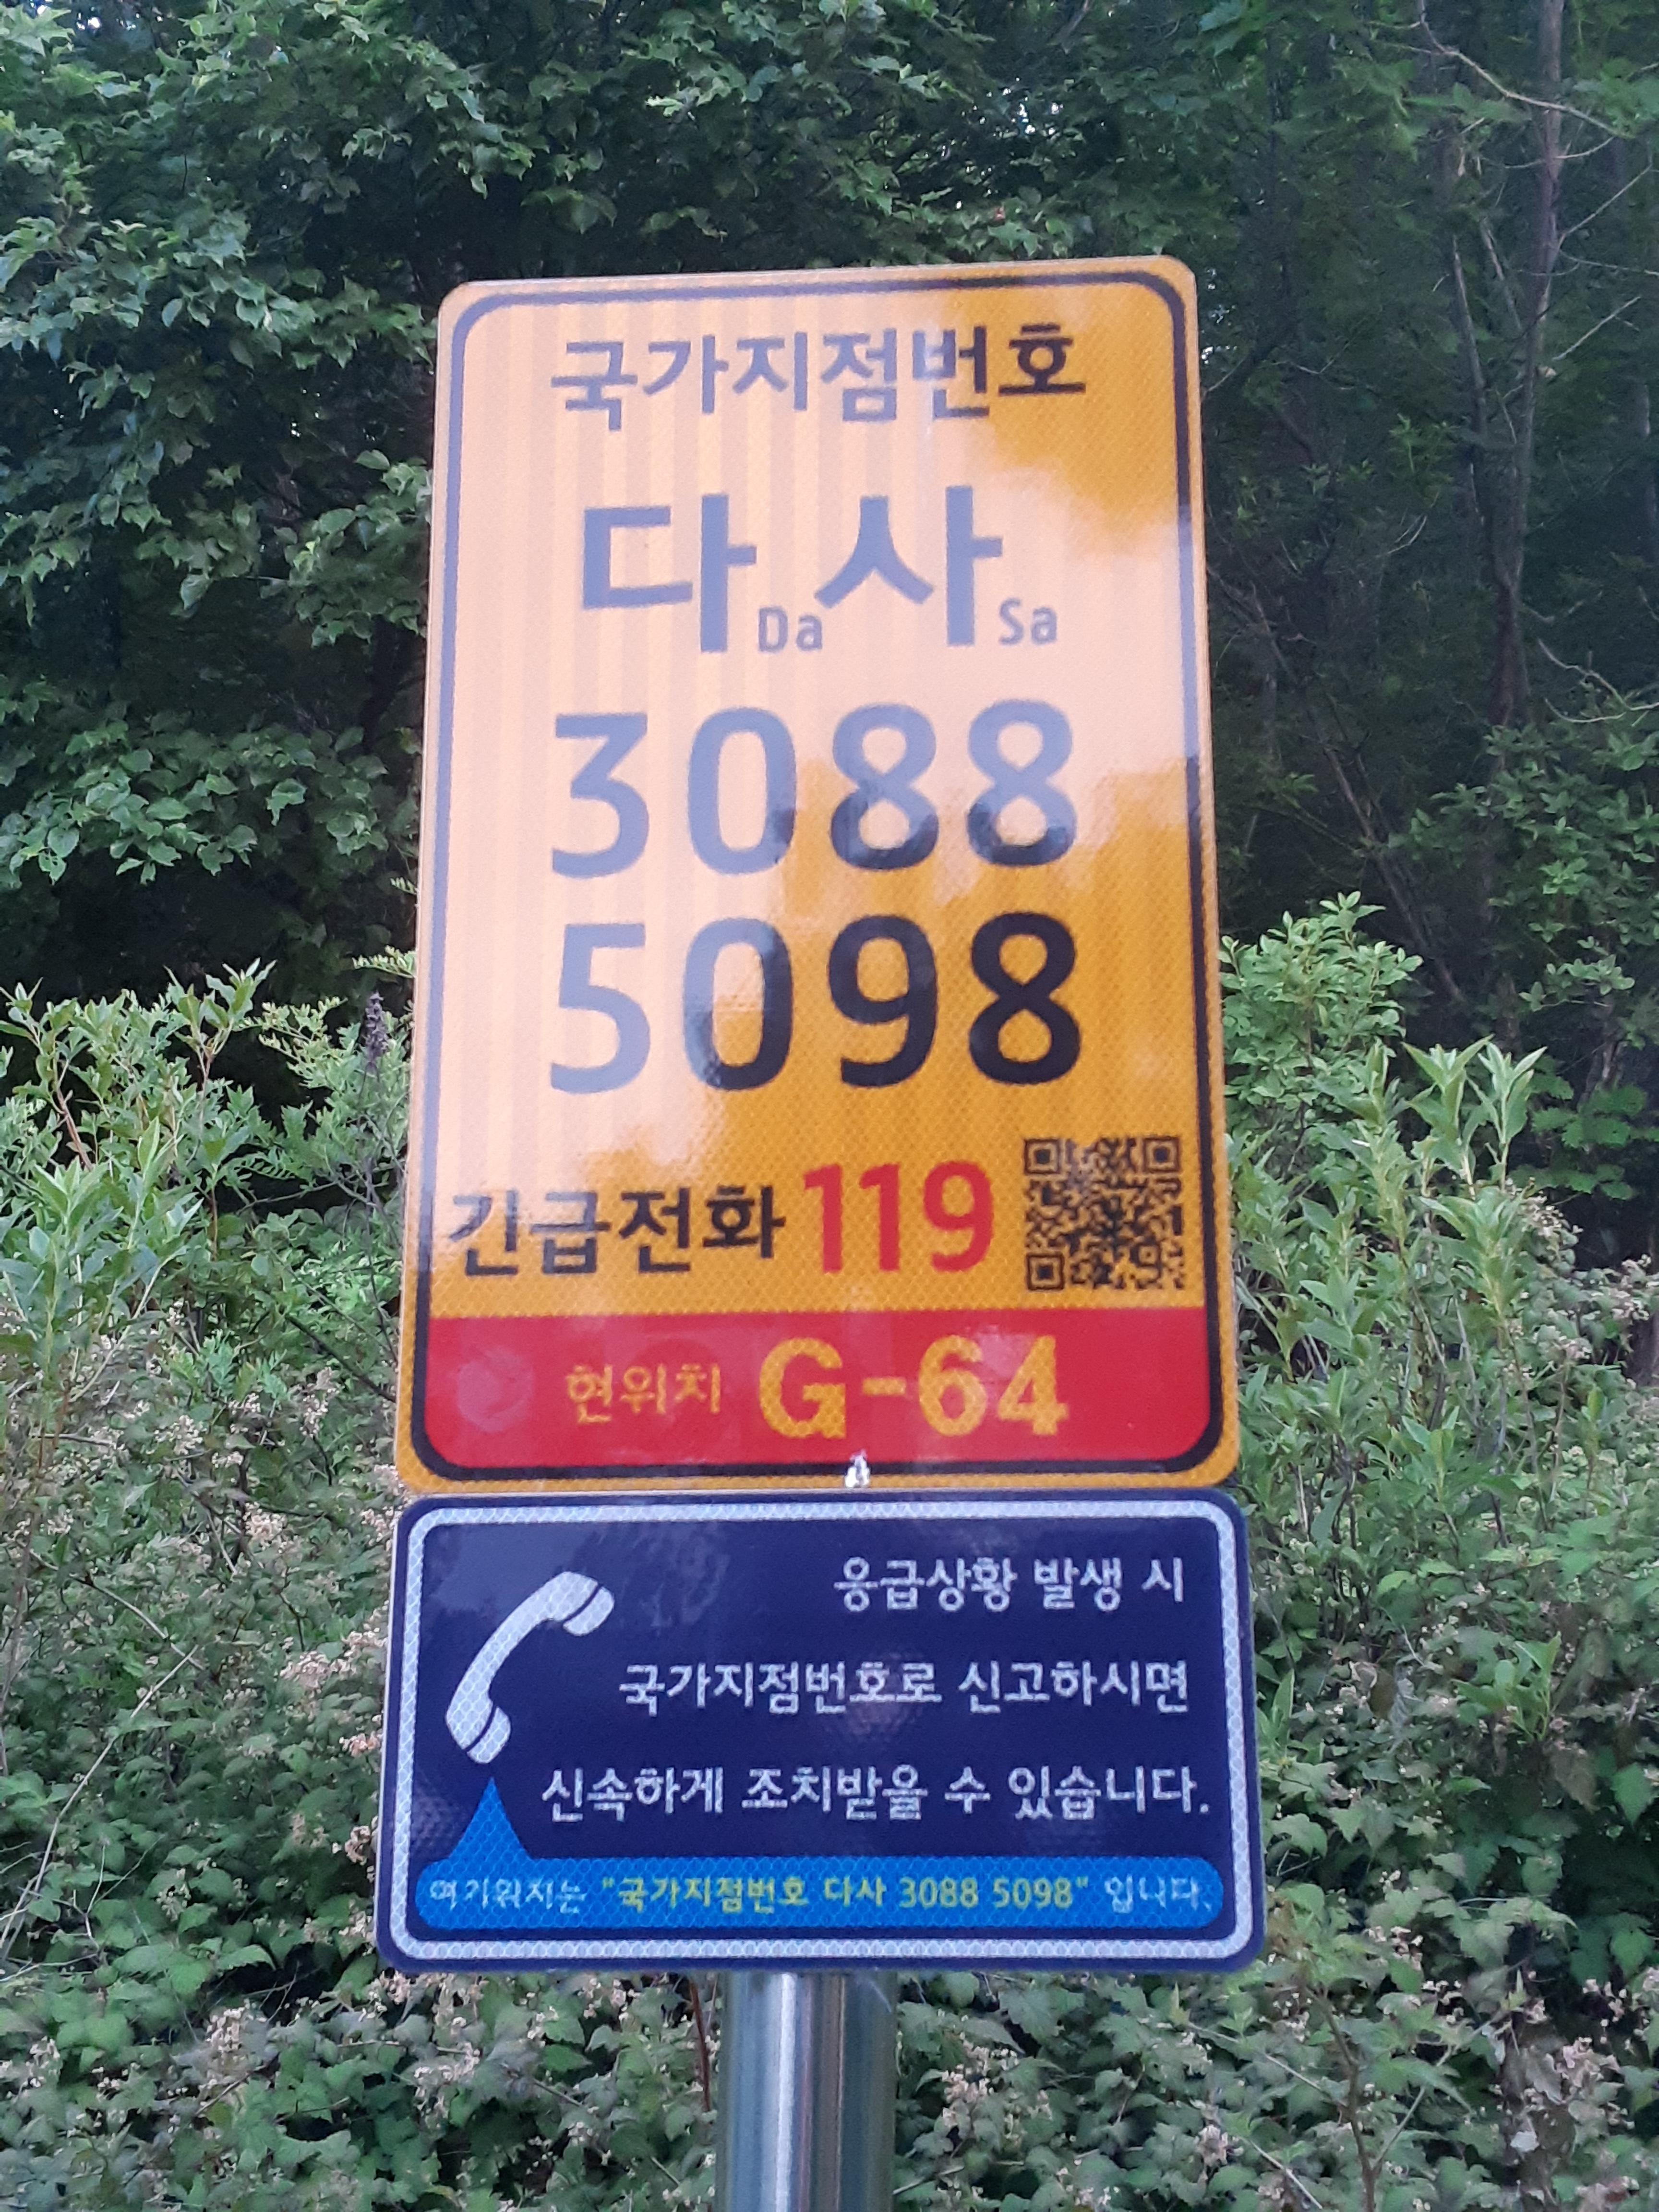 국가지점번호
다Da사Sa
3088
5098
긴급전화 119
현위치 G-64
응급상황 발생 시
국가지점번호로 신고하시면
신속하게 조치받을 수 있습니다.
여기위치는 "국가지점번호 다사 3088 5098" 입니다.